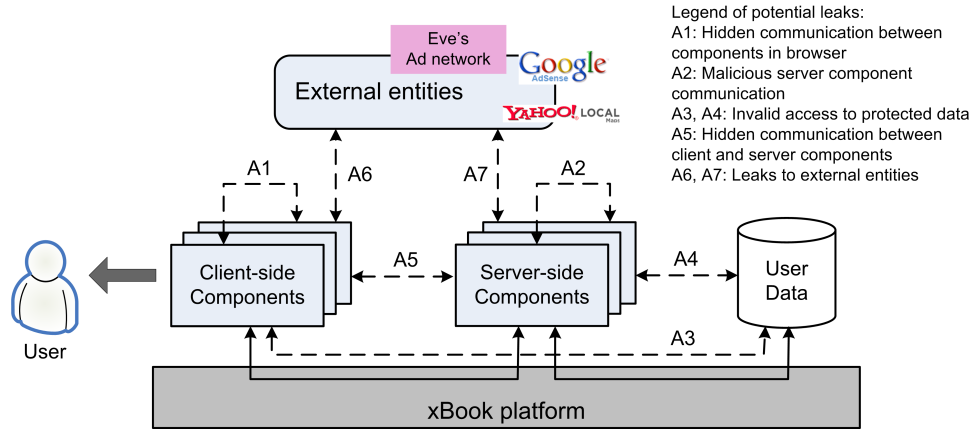 Legend of potential leaks:
A1: Hidden communication between
components in browser
A2: Malicious server component
communication
A3, A4: Invalid access to protected data
A5: Hidden communication between
client and server components
A6, A7: Leaks to external entities
Eve's
Ad network
External entities
Google
AdSense
YAHOO! LOCAL
Maps
A1
A6
A7
A2
Client-side
Components
A5
Server-side
Components
A4
User
Data
User
A3
xBook platform